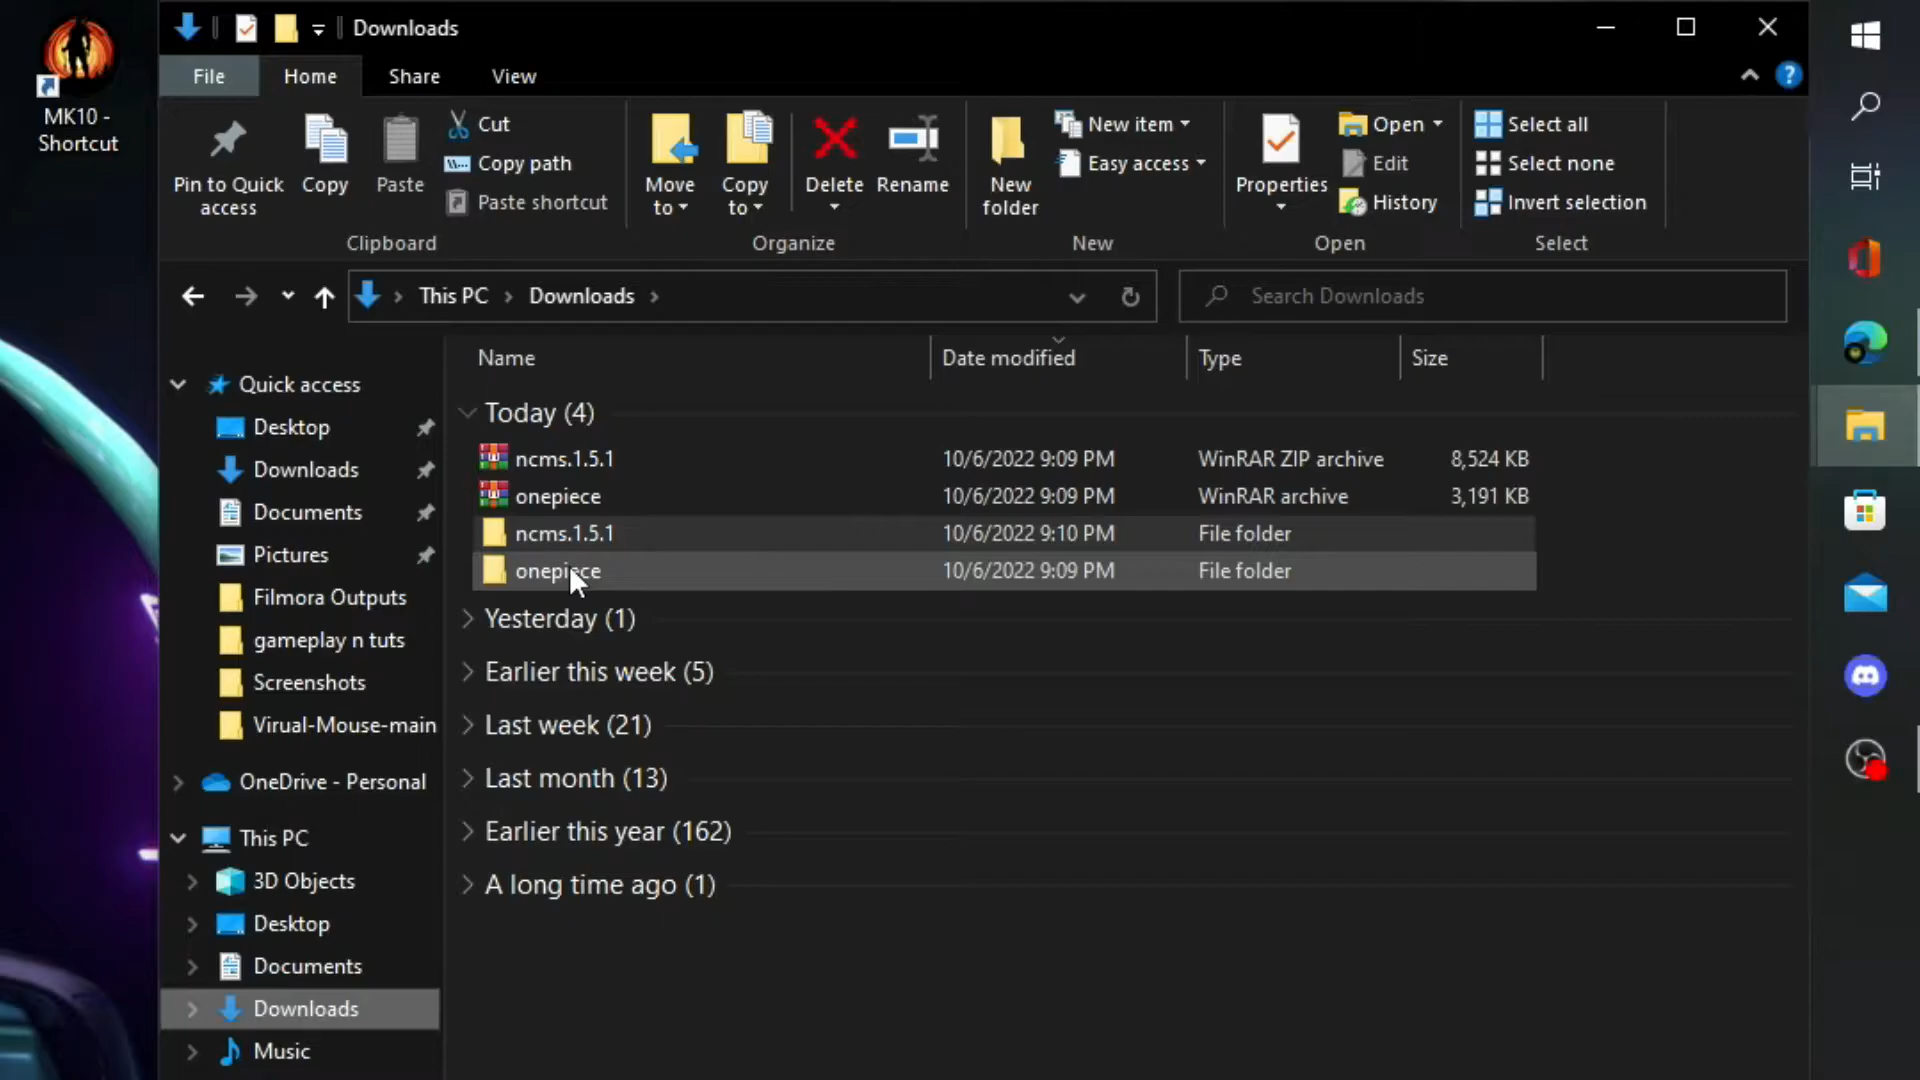 MK10 -
Shortcut
Downloads
File
Home
Share
View
Pin to Quick
access
Copy
Paste
Cut
Copy path
Paste shortcut
Clipboard
Move
to
Copy
to
Delete
Rename
Organize
New
folder
New item
Easy access
New
Properties
Open
Edit
History
Open
Select all
Select none
Invert selection
Select
This PC
Downloads
Search Downloads
Name
Date modified
Type
Size
Today (4)
ncms.1.5.1 10/6/2022 9:09 PM WinRAR ZIP archive 8,524 KB
onepiece 10/6/2022 9:09 PM WinRAR archive 3,191 KB
ncms.1.5.1 10/6/2022 9:10 PM File folder
onepiece 10/6/2022 9:09 PM File folder
Yesterday (1)
Earlier this week (5)
Last week (21)
Last month (13)
Earlier this year (162)
A long time ago (1)
Quick access
Desktop
Downloads
Documents
Pictures
Filmora Outputs
gameplay n tuts
Screenshots
Virual-Mouse-main
OneDrive - Personal
This PC
3D Objects
Desktop
Documents
Downloads
Music